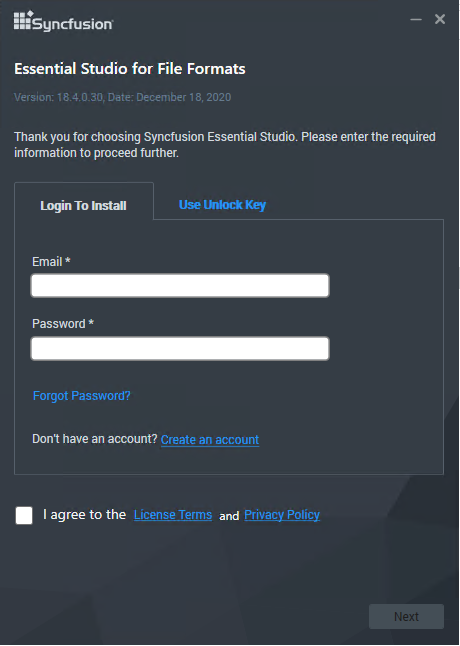 Syncfusion
Essential Studio for File Formats
Version: 18.4.0.30, Date: December 18, 2020
Thank you for choosing Syncfusion Essential Studio. Please enter the required
information to proceed further.
Login To Install
Use Unlock Key
Email *
Password *
Forgot Password?
Don't have an account? Create an account
I agree to the License Terms and Privacy Policy
Next